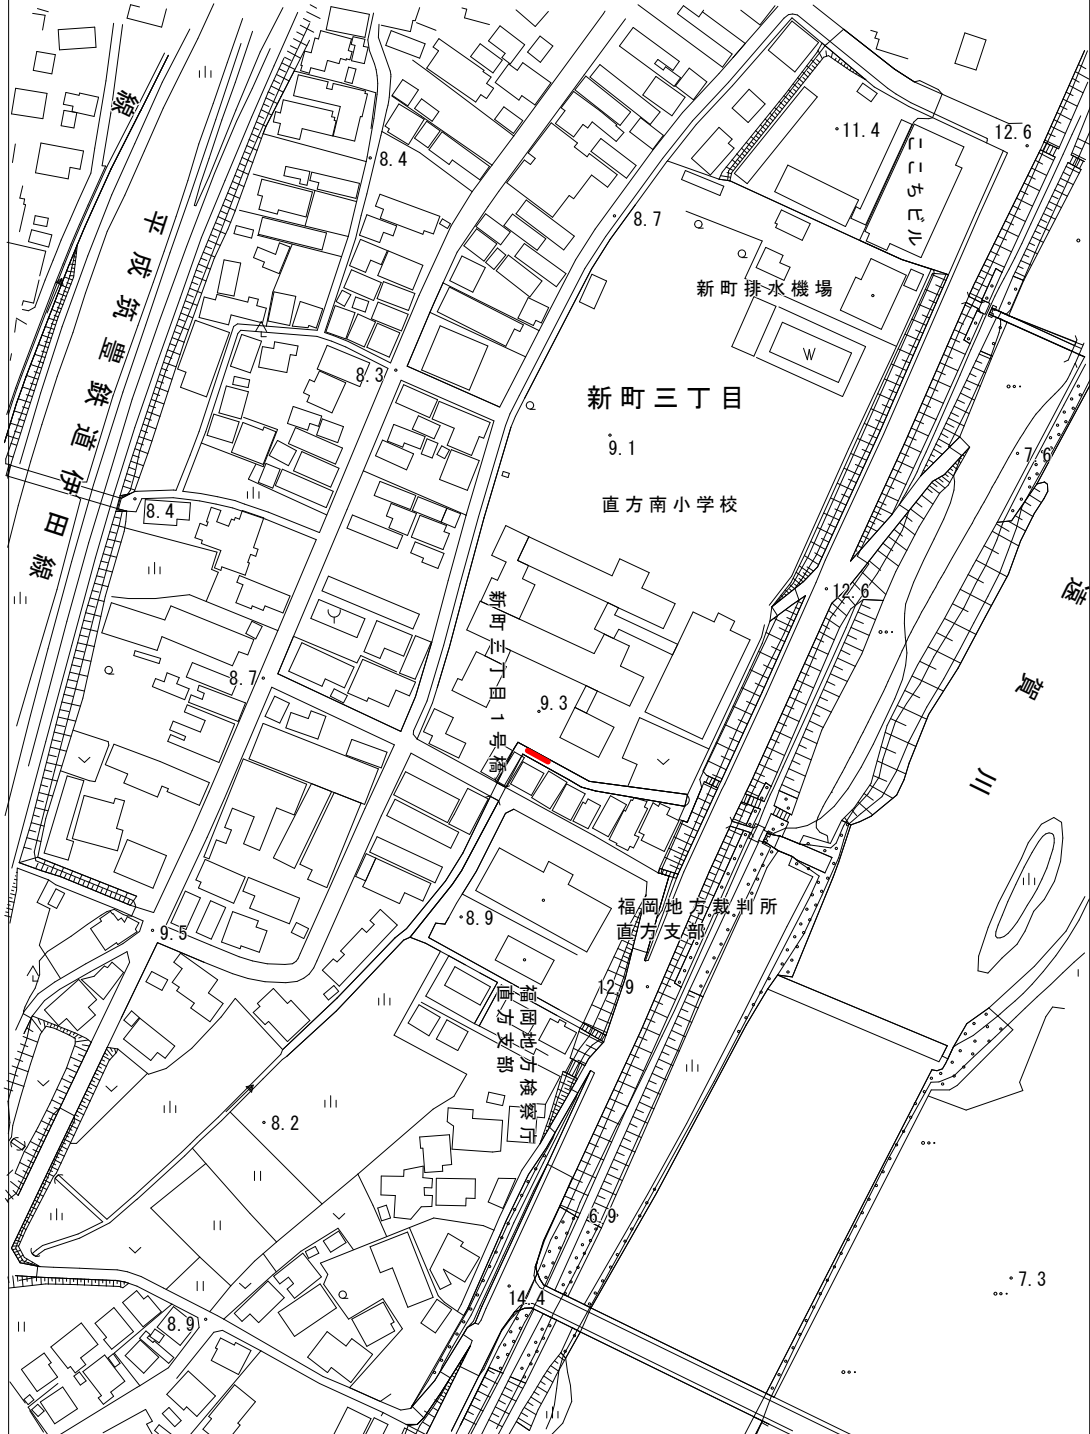 線
平成筑豊鉄道伊田線
8.4
11.4
12.6
ここちビル
8.7
新町排水機場
W
8.3
新町三丁目
9.1
7.6
直方南小学校
8.4
12.6
遠賀川
新町三丁目1号橋
8.7
9.3
福岡地方裁判所
直方支部
8.9
9.5
12.9
福岡地方検察庁
直方支部
8.2
6.9
7.3
14.4
8.9